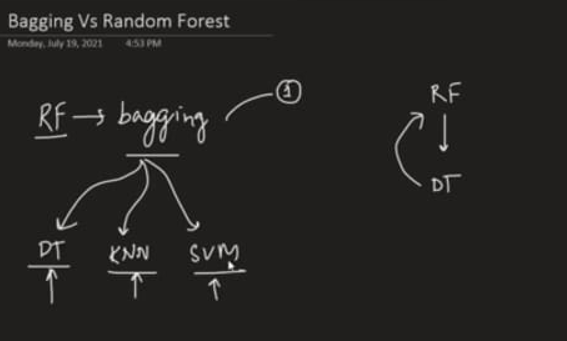 Bagging Vs Random Forest
Monday, July 19, 2021 4:53 PM
RF → bagging ①
RF
DT
DT KNN SVM